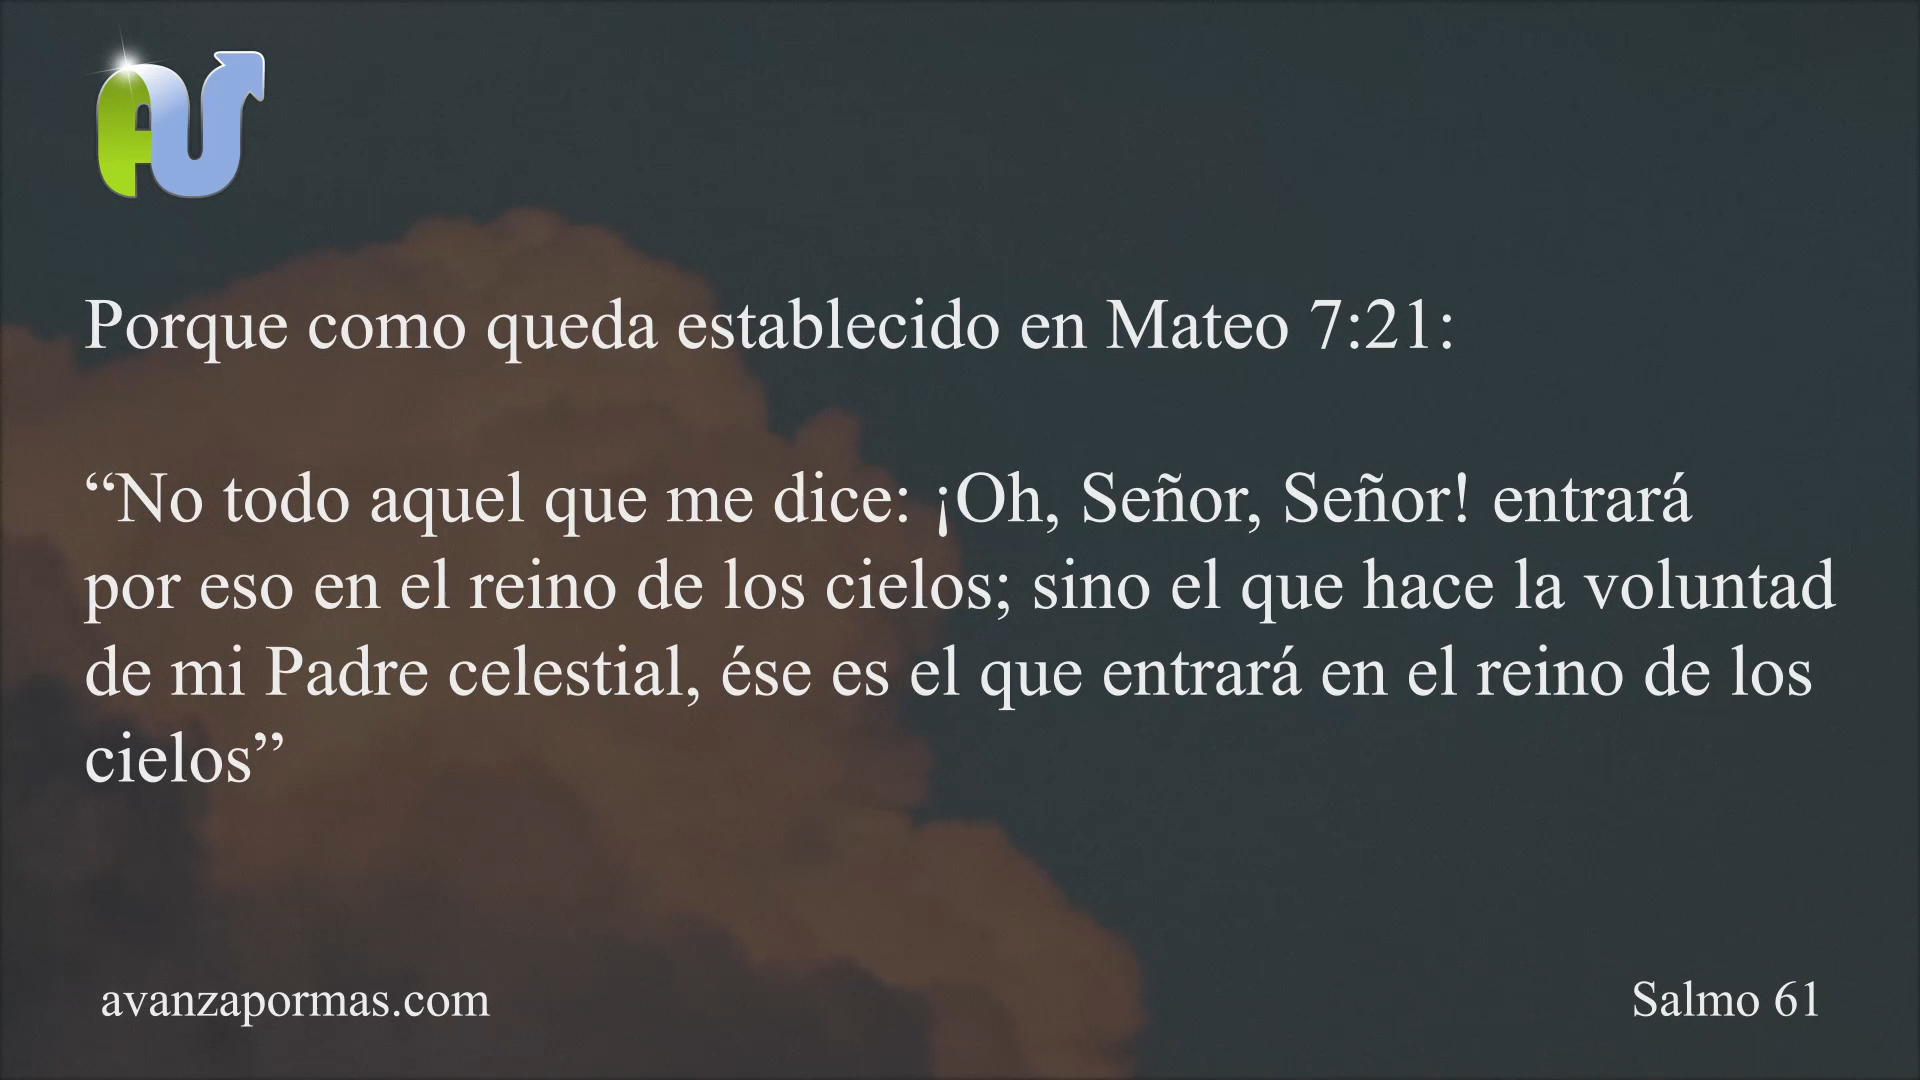 Porque como queda establecido en Mateo 7:21:
“No todo aquel que me dice: ¡Oh, Señor, Señor! entrará
por eso en el reino de los cielos; sino el que hace la voluntad
de mi Padre celestial, ése es el que entrará en el reino de los
cielos”
avanzapormas.com
Salmo 61